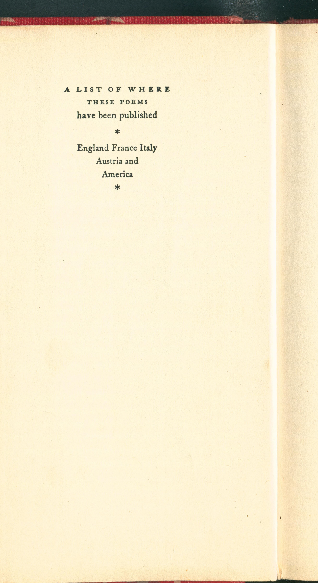 A LIST OF WHERE
THESE POEMS
have been published
*
England France Italy
Austria and
America
*